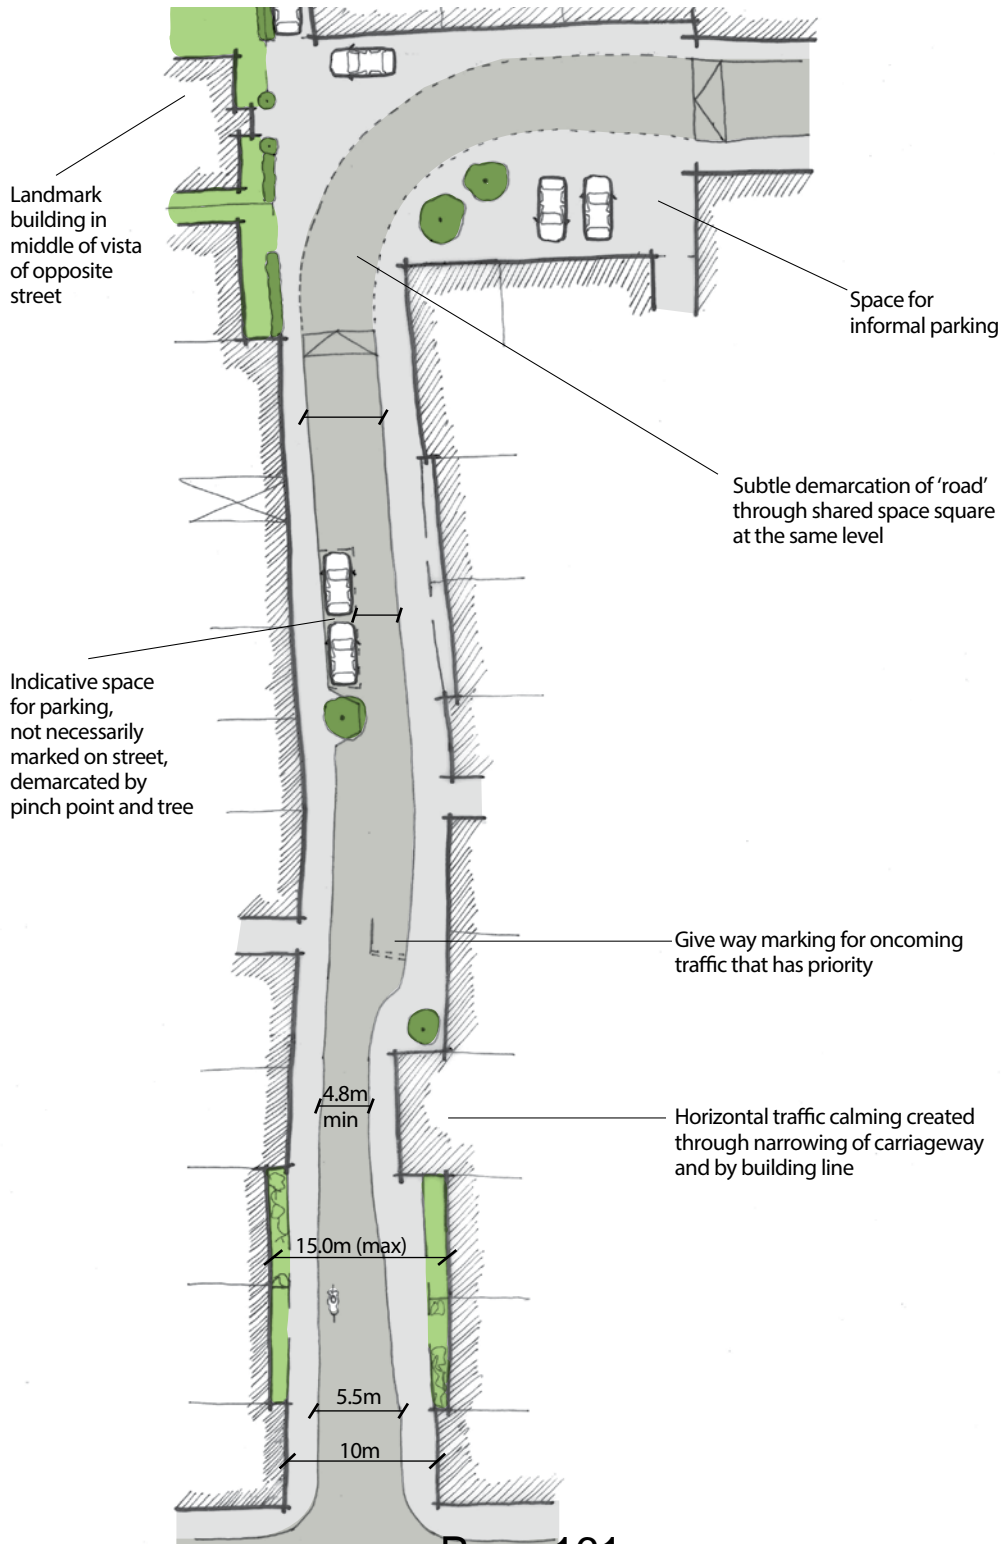 Landmark
building in
middle of vista
of opposite
street
Space for
informal parking
Subtle demarcation of ‘road’
through shared space square
at the same level
Indicative space
for parking,
not necessarily
marked on street,
demarcated by
pinch point and tree
Give way marking for oncoming
traffic that has priority
4.8m
min
Horizontal traffic calming created
through narrowing of carriageway
and by building line
15.0m (max)
5.5m
10m